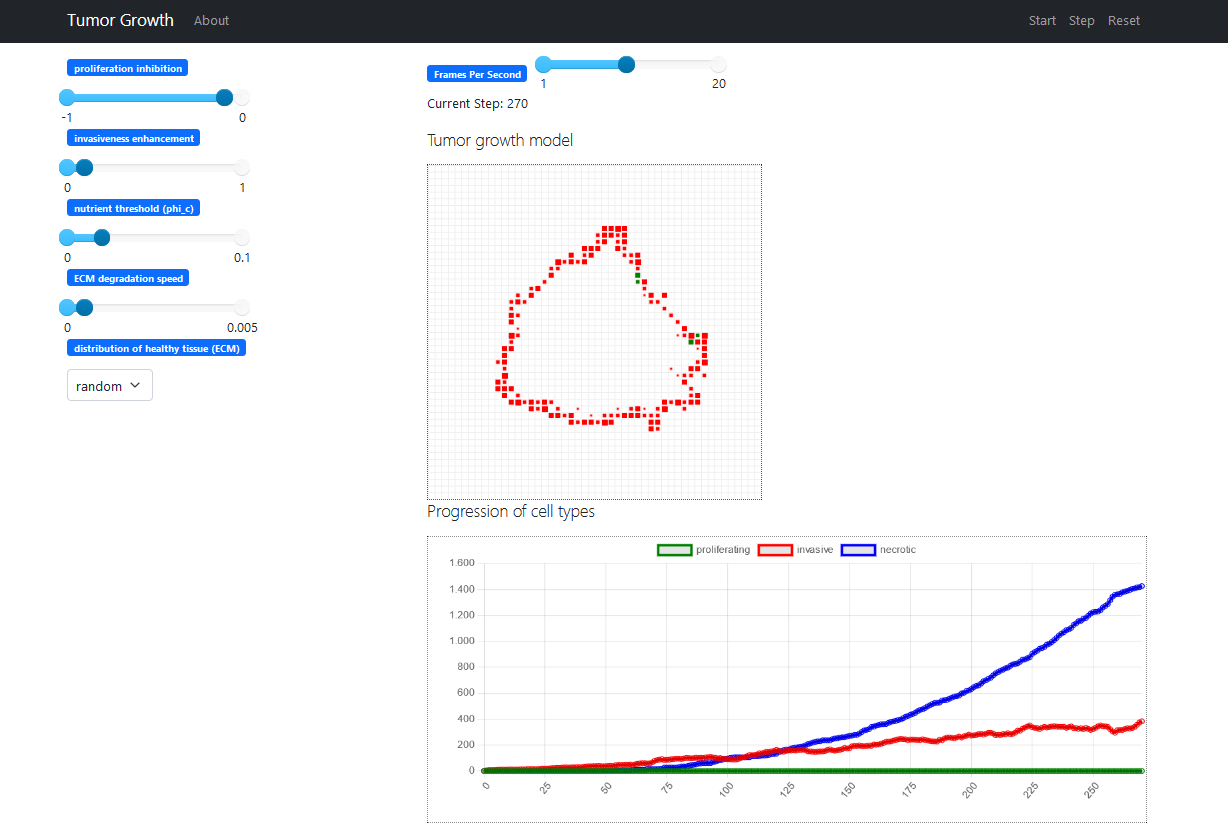 Tumor Growth About Start Step Reset
proliferation inhibition
-1 0
invasiveness enhancement
0 1
nutrient threshold (phi_c)
0 0.1
ECM degradation speed
0 0.005
distribution of healthy tissue (ECM)
random
Frames Per Second
1 20
Current Step: 270
Tumor growth model
Progression of cell types
proliferating invasive necrotic
1.600
1.400
1.200
1.000
800
600
400
200
0
0 25 50 75 100 125 150 175 200 225 250